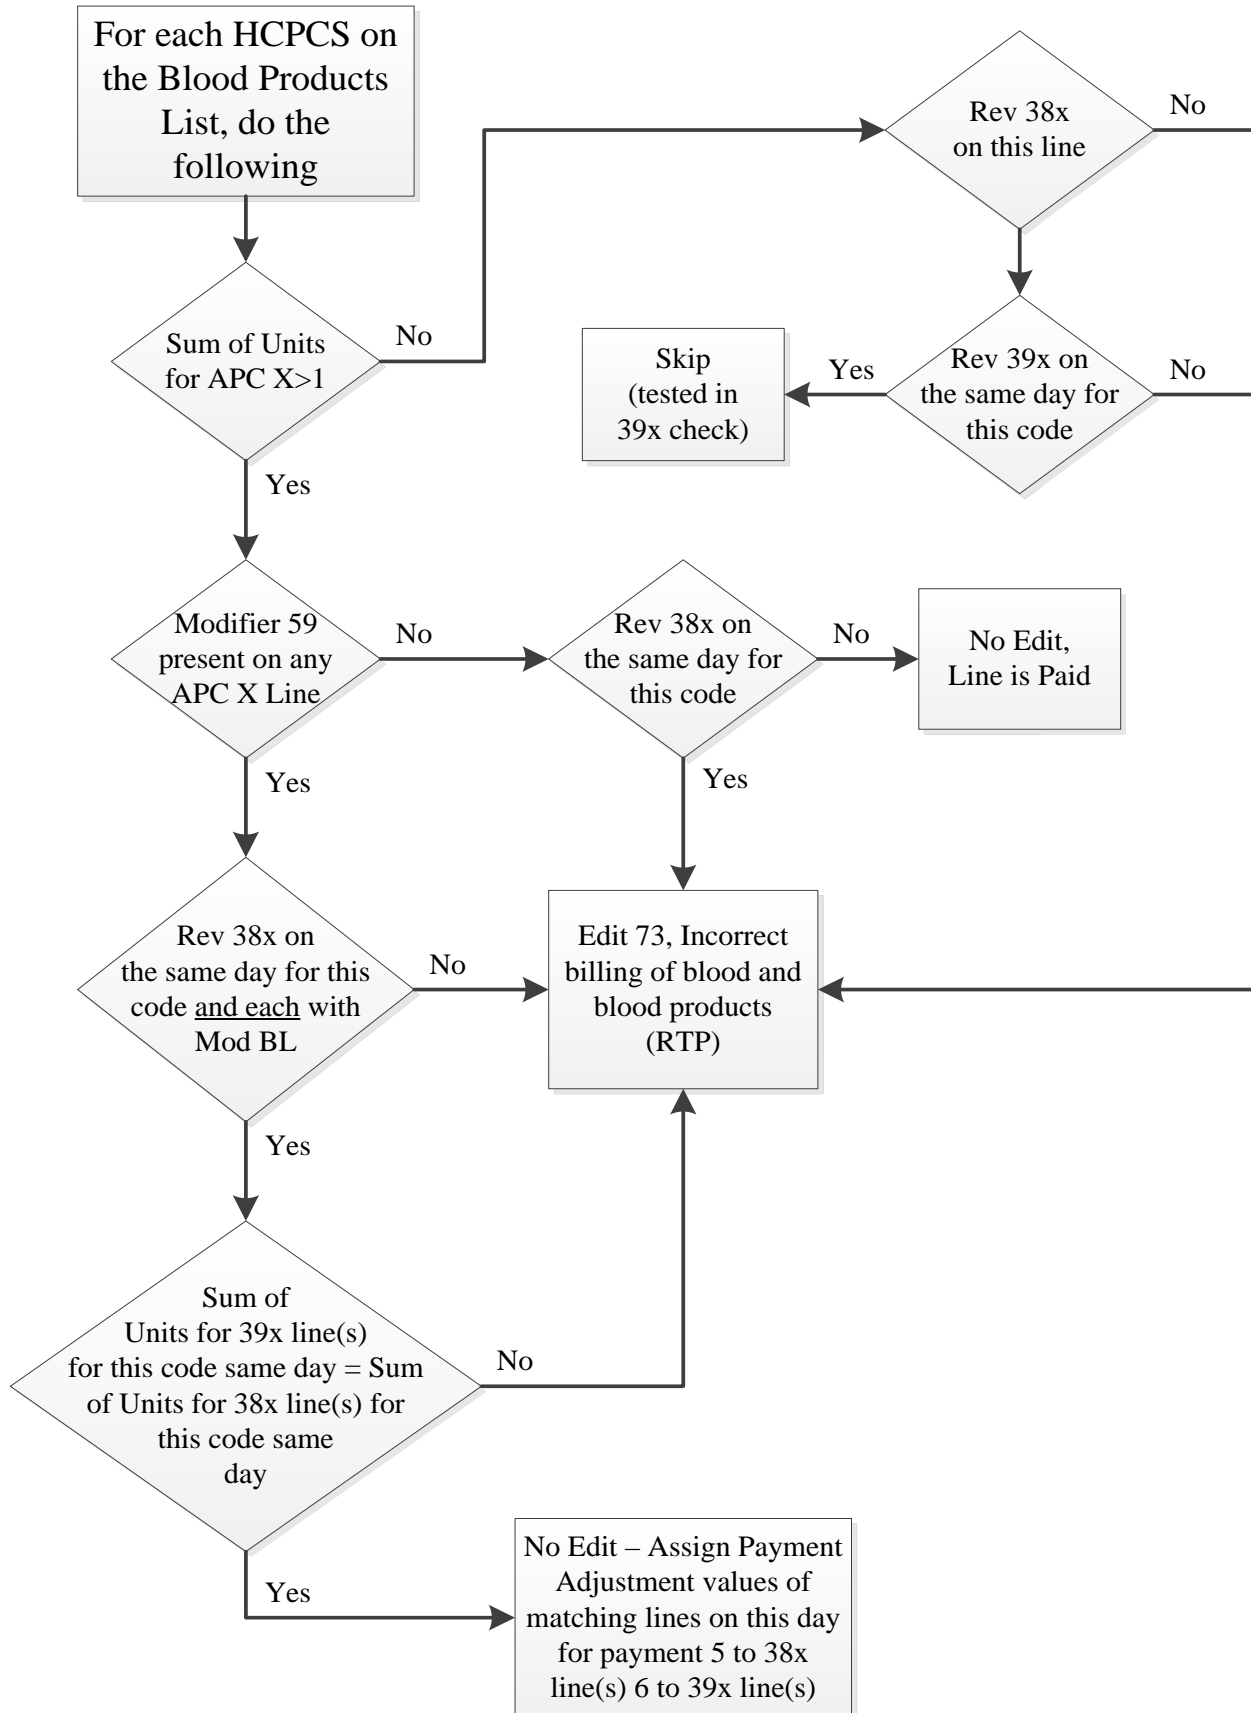 For each HCPCS on
the Blood Products
List, do the
following
Rev 38x
on this line
No
Sum of Units
for APC X>1
No
Yes
Skip
(tested in
39x check)
Yes
Rev 39x on
the same day for
this code
No
Modifier 59
present on any
APC X Line
No
Yes
Rev 38x on
the same day for
this code
No
Yes
No Edit,
Line is Paid
Rev 38x on
the same day for this
code and each with
Mod BL
No
Yes
Edit 73, Incorrect
billing of blood and
blood products
(RTP)
Sum of
Units for 39x line(s)
for this code same day = Sum
of Units for 38x line(s) for
this code same
day
No
Yes
No Edit – Assign Payment
Adjustment values of
matching lines on this day
for payment 5 to 38x
line(s) 6 to 39x line(s)